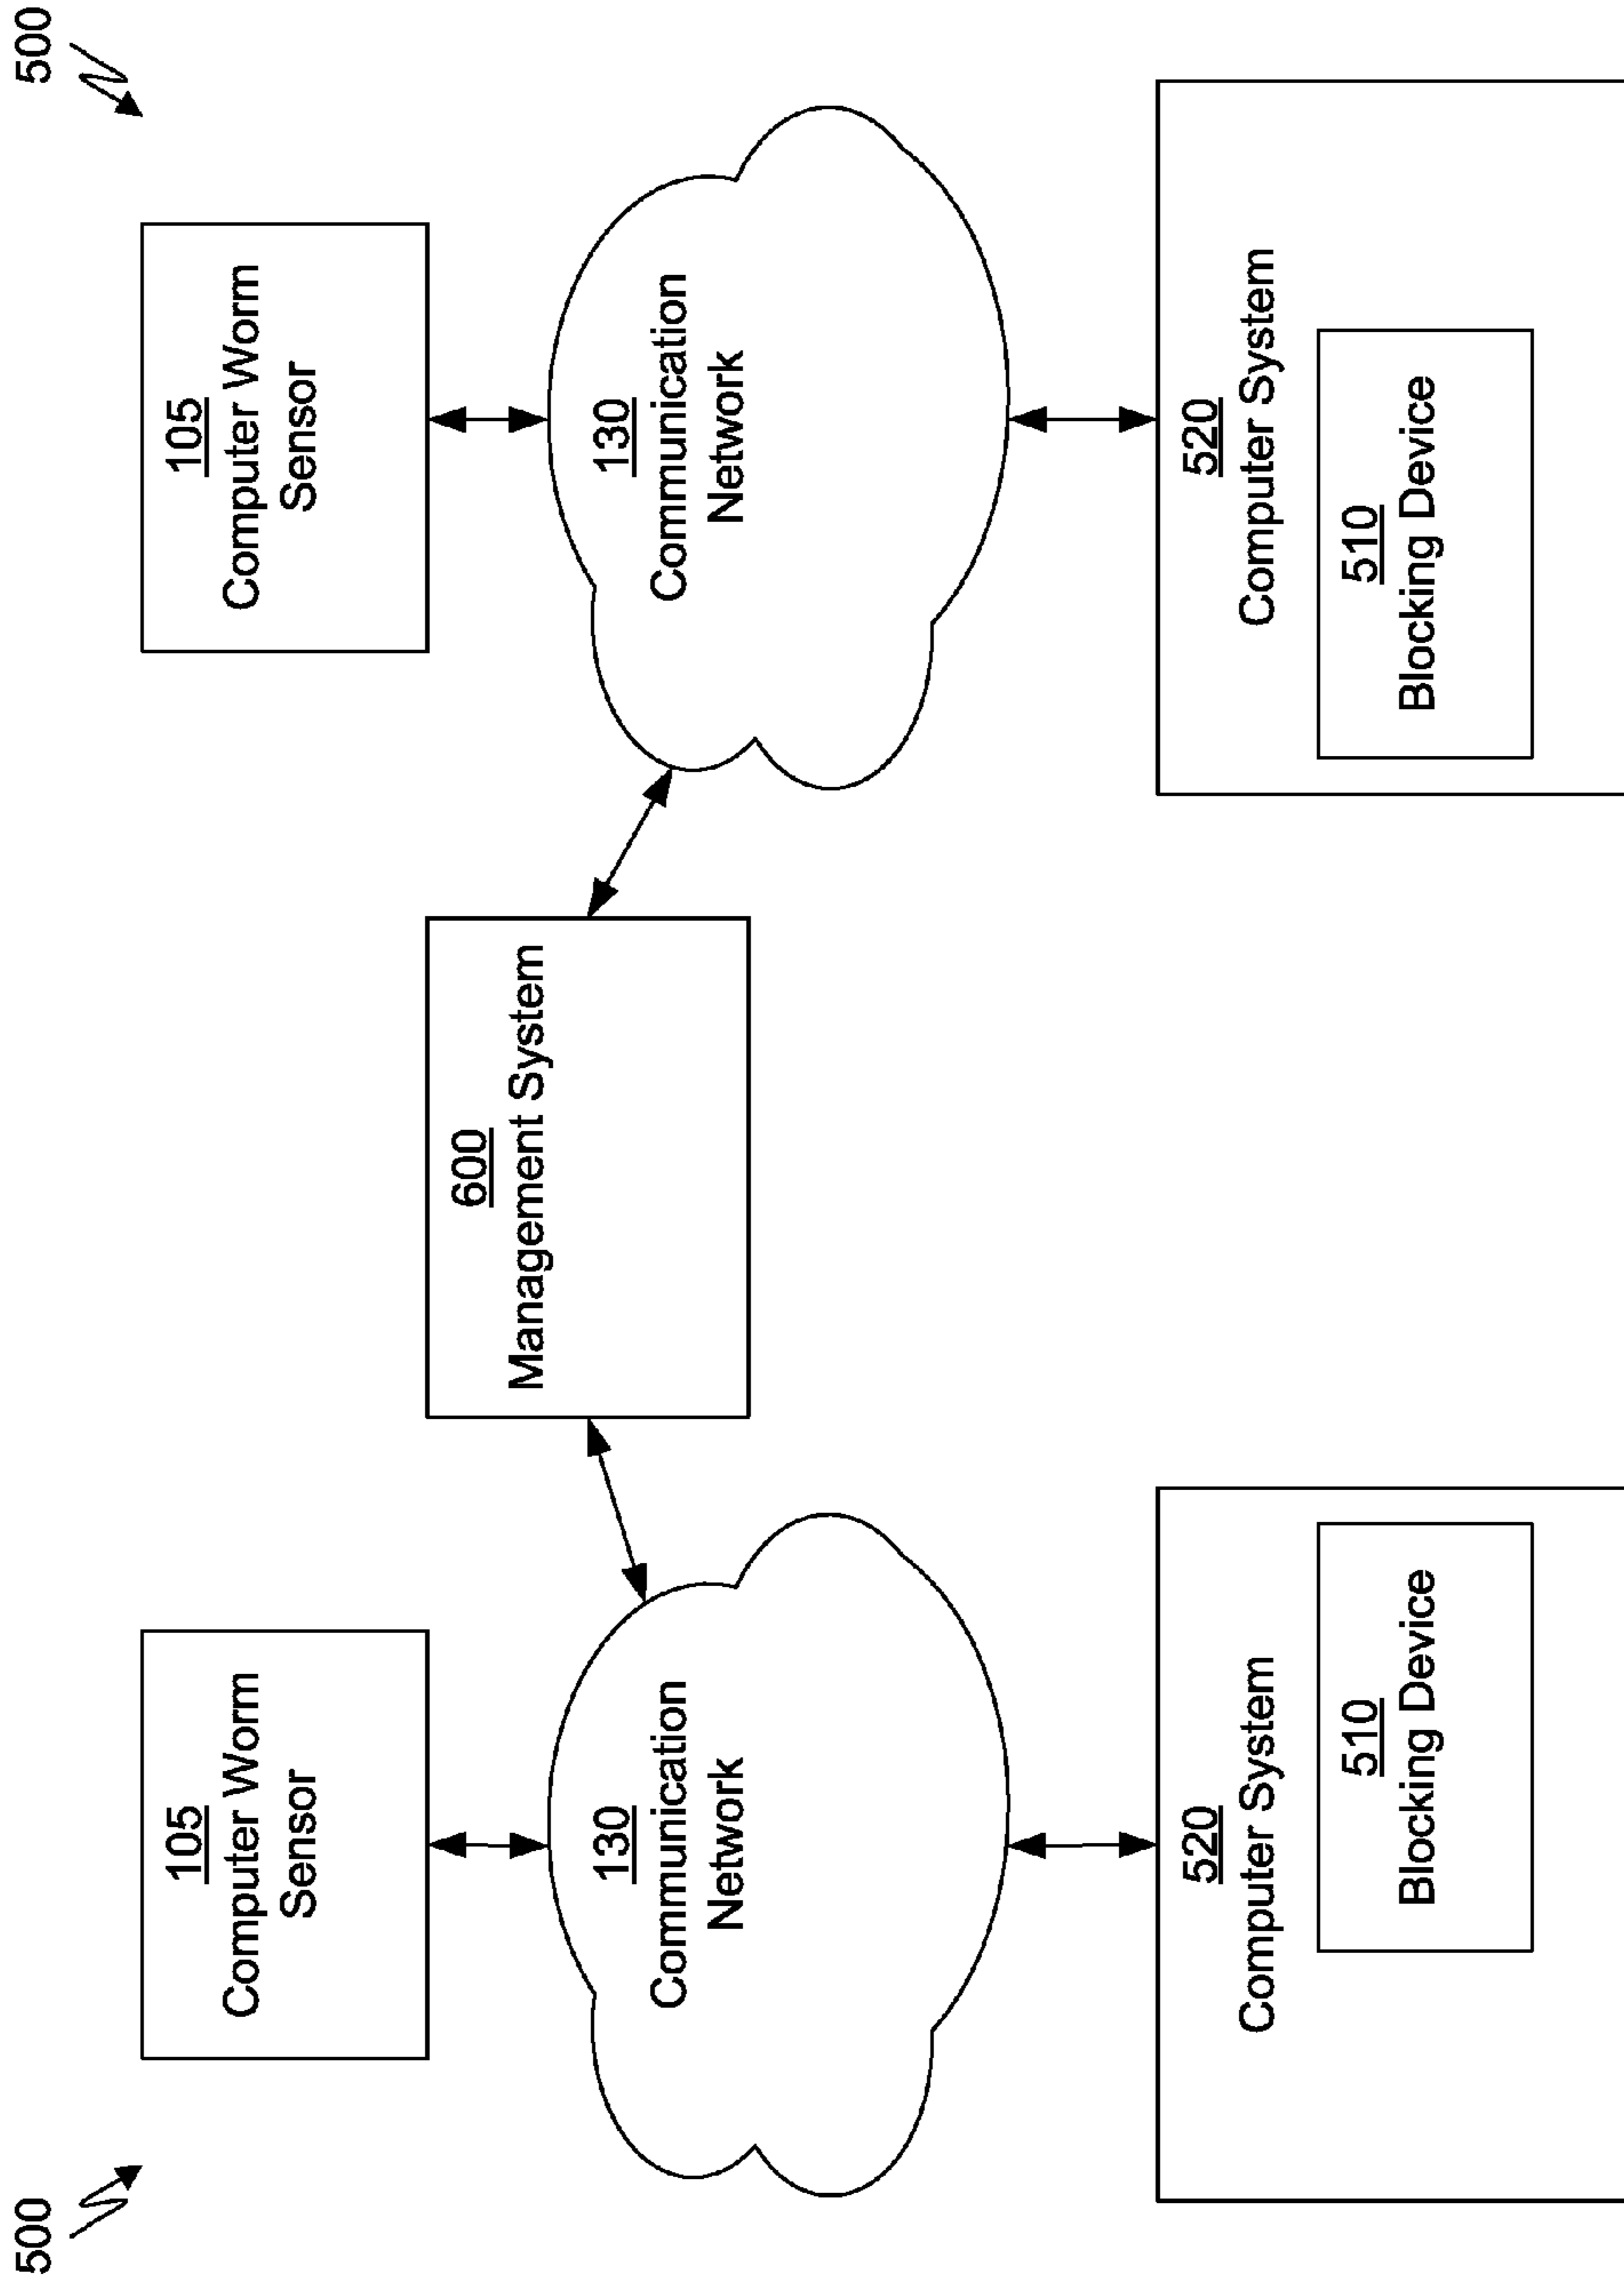 500
500
105
Computer Worm
Sensor
105
Computer Worm
Sensor
600
Management System
130
Communication
Network
130
Communication
Network
520
Computer System
510
Blocking Device
520
Computer System
510
Blocking Device